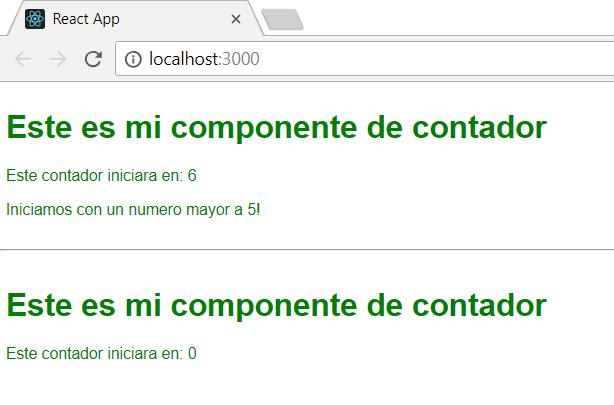 React App
localhost:3000
Este es mi componente de contador
Este contador iniciara en: 6
Iniciamos con un numero mayor a 5!
Este es mi componente de contador
Este contador iniciara en: 0